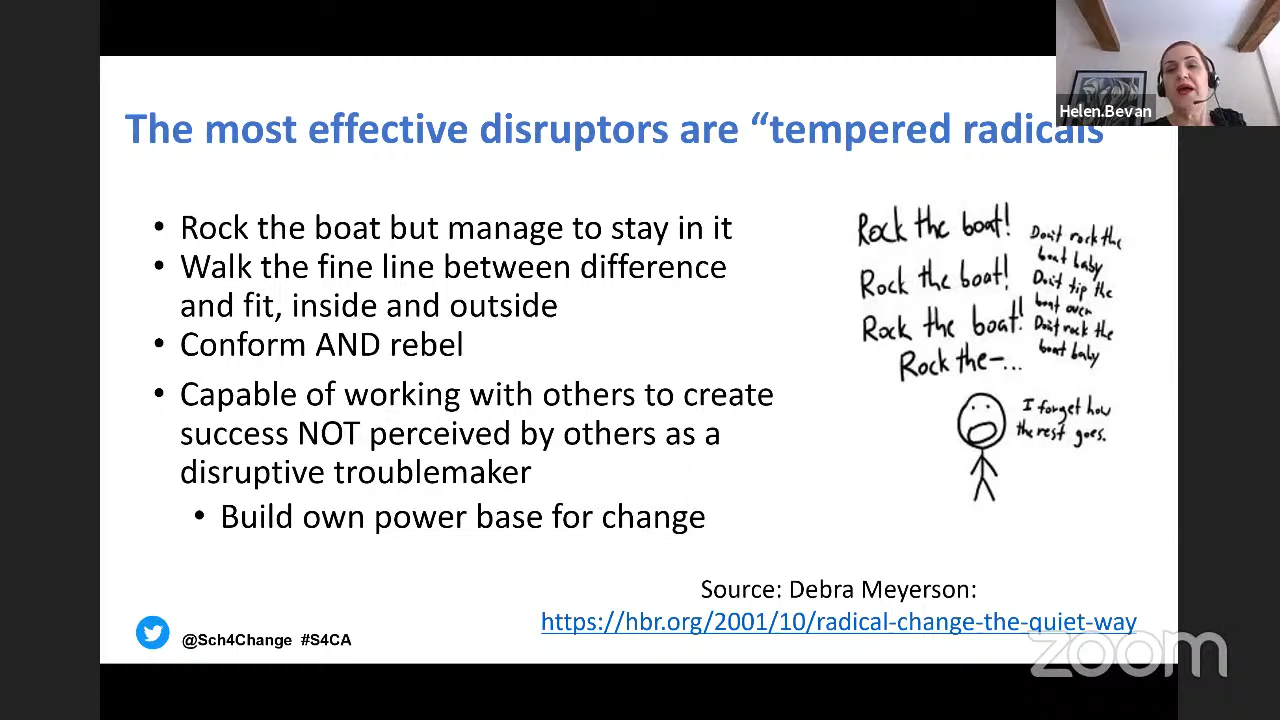 Helen.Bevan
The most effective disruptors are “tempered radicals
• Rock the boat but manage to stay in it
• Walk the fine line between difference
and fit, inside and outside
• Conform AND rebel
• Capable of working with others to create
success NOT perceived by others as a
disruptive troublemaker
• Build own power base for change
Rock the boat!
Rock the boat!
Rock the boat!
Rock the-...
Don't rock the
boat baby
Don't tip the
boat over
Don't rock the
boat baby
I forget how
the rest goes.
Source: Debra Meyerson:
https://hbr.org/2001/10/radical-change-the-quiet-way
@Sch4Change #S4CA
zoom